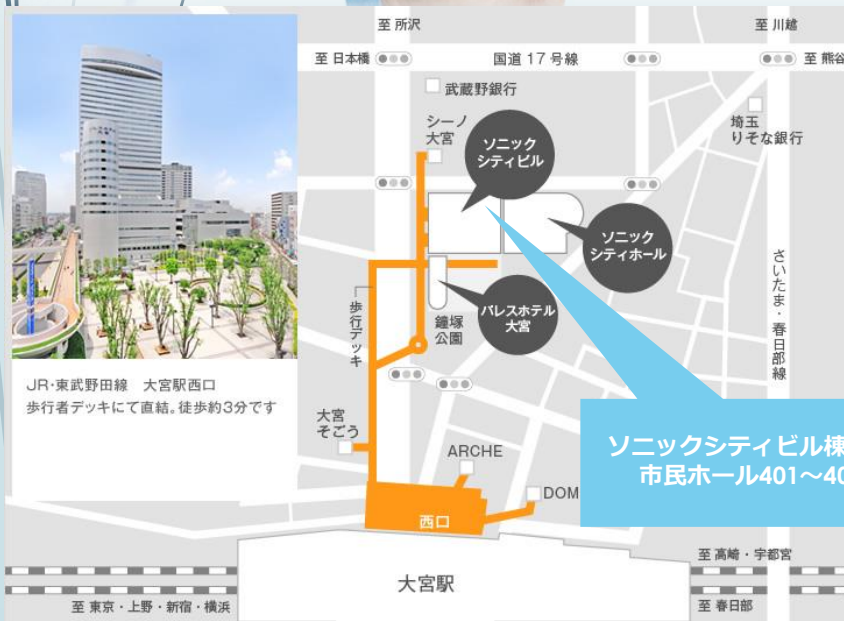 至 所沢
至 川越
至 日本橋
国道 17 号線
至 熊谷
武蔵野銀行
シーノ
大宮
埼玉
りそな銀行
ソニック
シティビル
ソニック
シティホール
パレスホテル
大宮
鐘塚
公園
歩行デッキ
さいたま・春日部線
JR・東武野田線　大宮駅西口
歩行者デッキにて直結。徒歩約3分です
大宮
そごう
ARCHE
DOM
ソニックシティビル棟
市民ホール401～40
西口
大宮駅
至 高崎・宇都宮
至 東京・上野・新宿・横浜
至 春日部